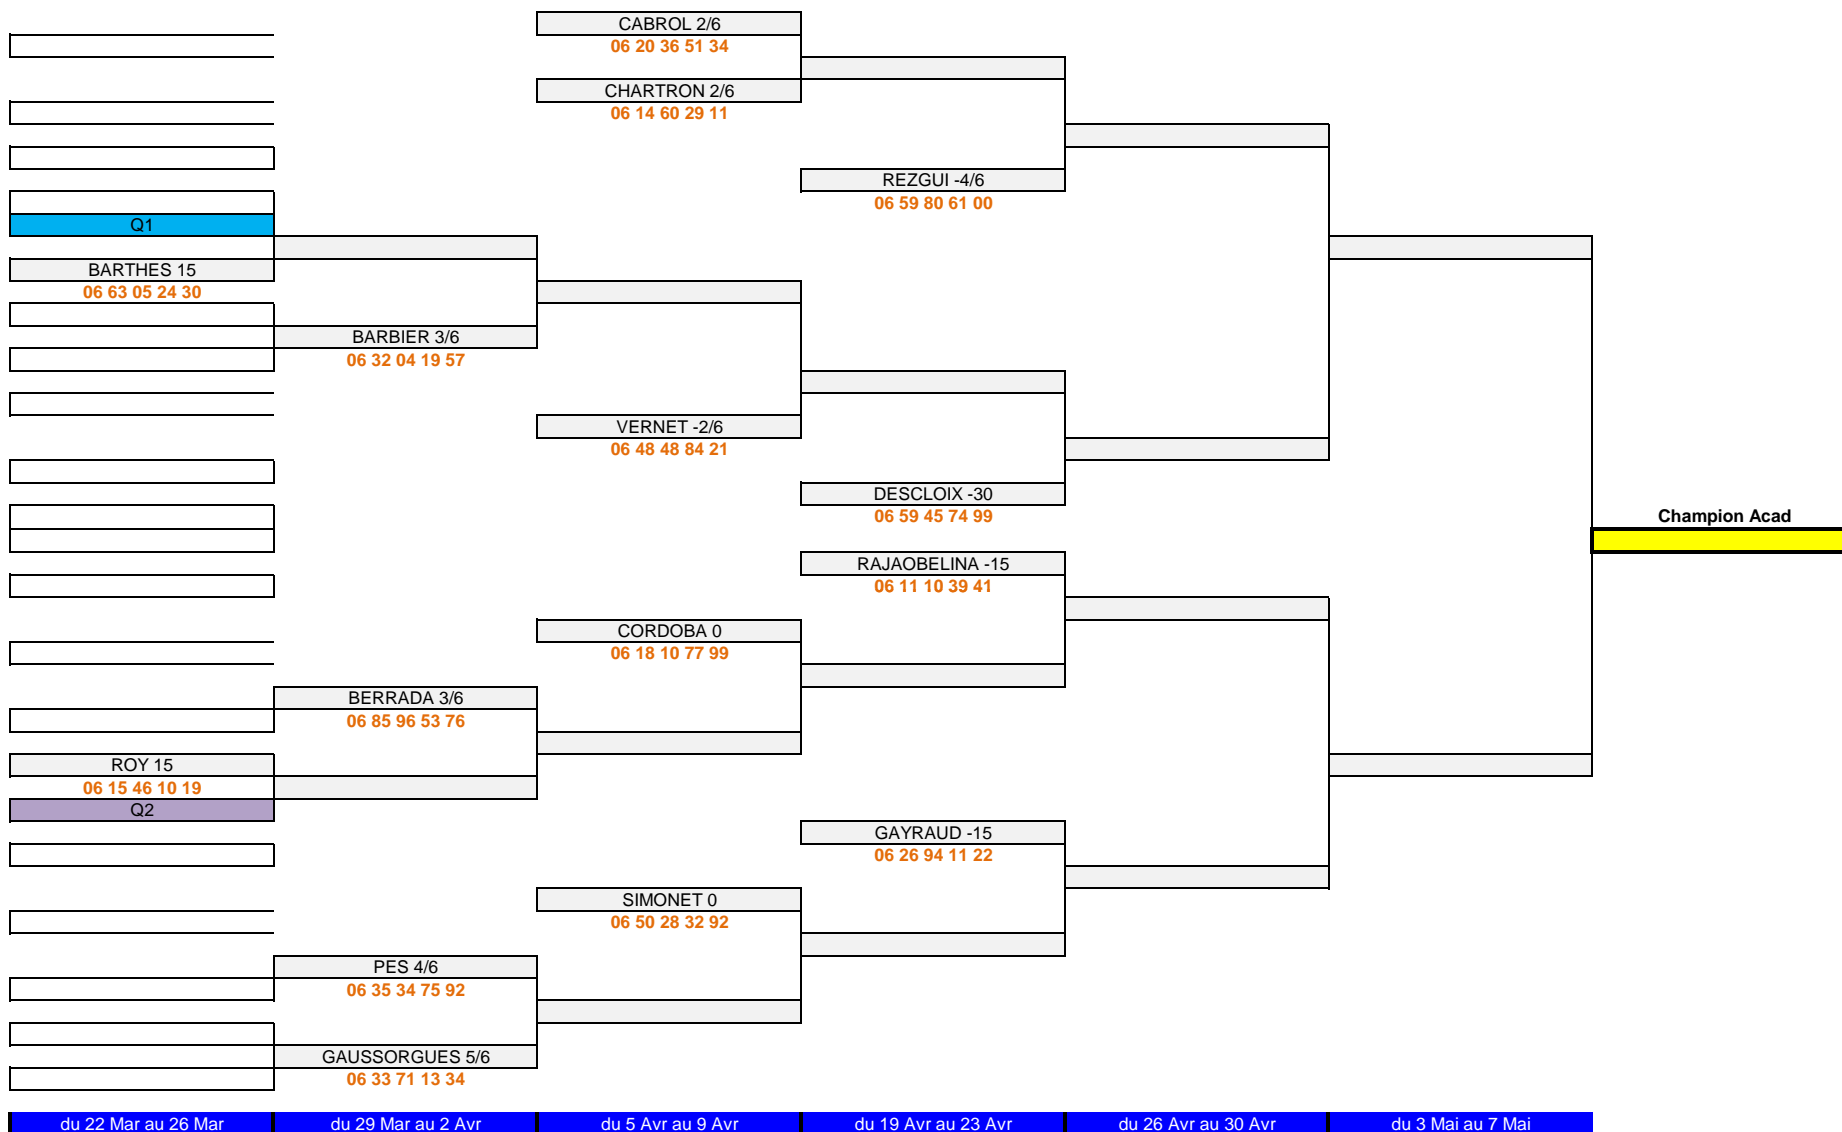 CABROL 2/6
06 20 36 51 34
CHARTRON 2/6
06 14 60 29 11
REZGUI -4/6
06 59 80 61 00
Q1
BARTHES 15
06 63 05 24 30
BARBIER 3/6
06 32 04 19 57
VERNET -2/6
06 48 48 84 21
DESCLOIX -30
06 59 45 74 99
Champion Acad
RAJAOBELINA -15
06 11 10 39 41
CORDOBA 0
06 18 10 77 99
BERRADA 3/6
06 85 96 53 76
ROY 15
06 15 46 10 19
Q2
GAYRAUD -15
06 26 94 11 22
SIMONET 0
06 50 28 32 92
PES 4/6
06 35 34 75 92
GAUSSORGUES 5/6
06 33 71 13 34
du 22 Mar au 26 Mar
du 29 Mar au 2 Avr
du 5 Avr au 9 Avr
du 19 Avr au 23 Avr
du 26 Avr au 30 Avr
du 3 Mai au 7 Mai